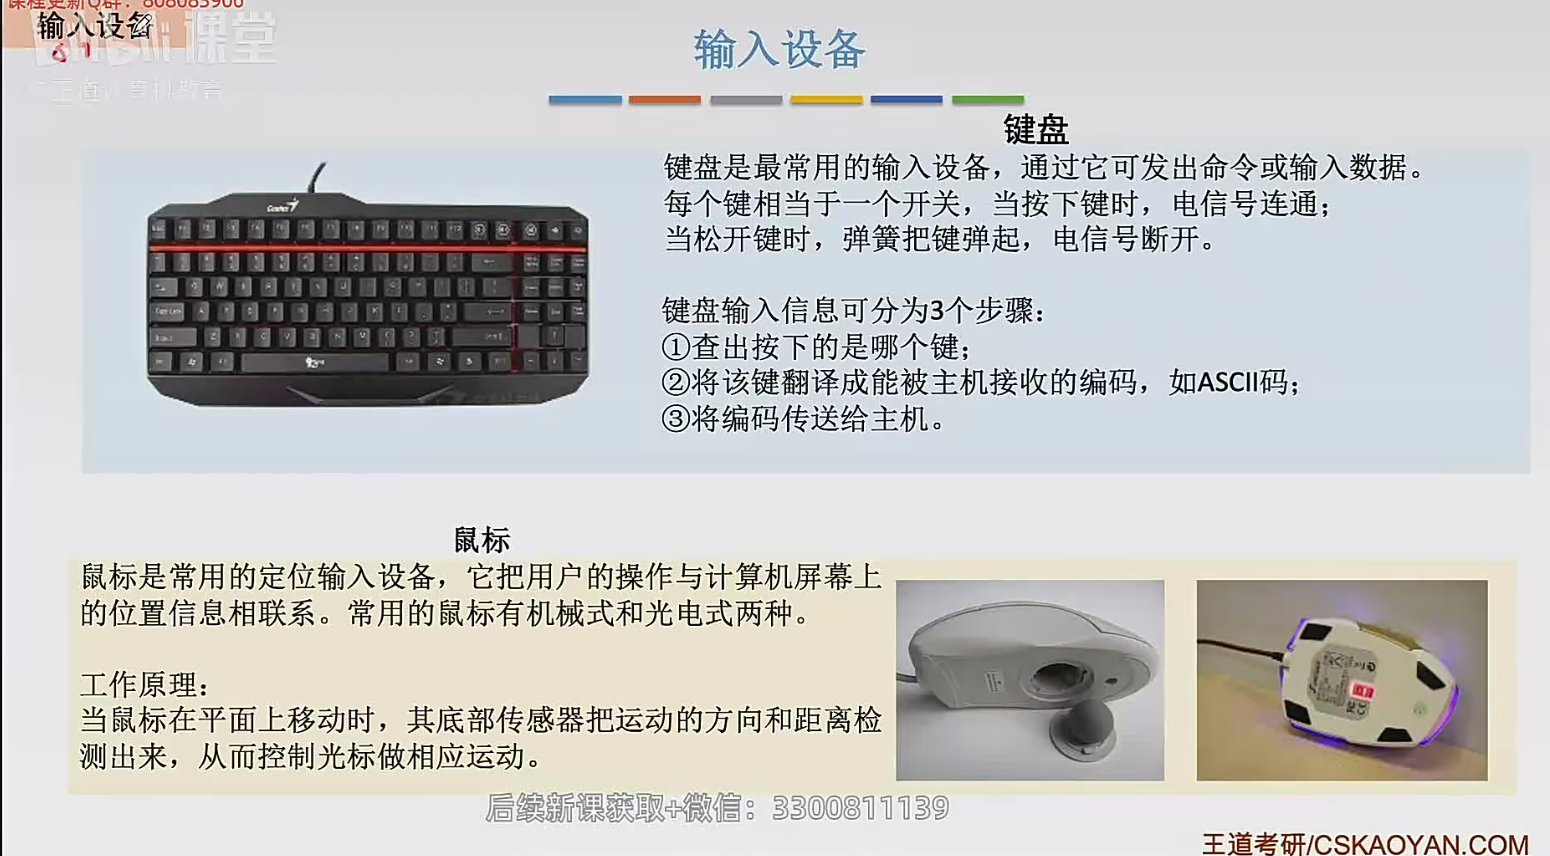 课程更新Q群：808083906
输入设备
课堂
@王道计算机教育
输入设备
键盘
键盘是最常用的输入设备，通过它可发出命令或输入数据。
每个键相当于一个开关，当按下键时，电信号连通；
当松开键时，弹簧把键弹起，电信号断开。
键盘输入信息可分为3个步骤：
①查出按下的是哪个键；
②将该键翻译成能被主机接收的编码，如ASCII码；
③将编码传送给主机。
鼠标
鼠标是常用的定位输入设备，它把用户的操作与计算机屏幕上
的位置信息相联系。常用的鼠标有机械式和光电式两种。
工作原理：
当鼠标在平面上移动时，其底部传感器把运动的方向和距离检
测出来，从而控制光标做相应运动。
后续新课获取+微信：3300811139
王道考研/CSKAOYAN.COM